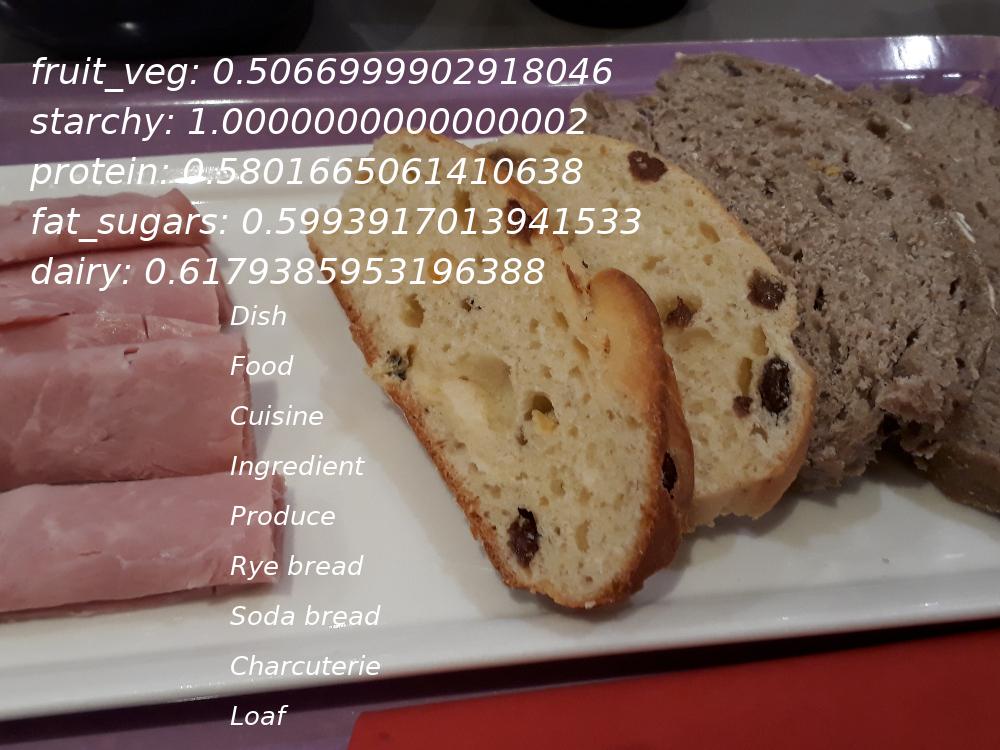 fruit_veg: 0.5066999902918046
starchy: 1.0000000000000002
protein: 0.5801665061410638
fat_sugars: 0.5993917013941533
dairy: 0.6179385953196388
Dish
Food
Cuisine
Ingredient
Produce
Rye bread
Soda bread
Charcuterie
Loaf